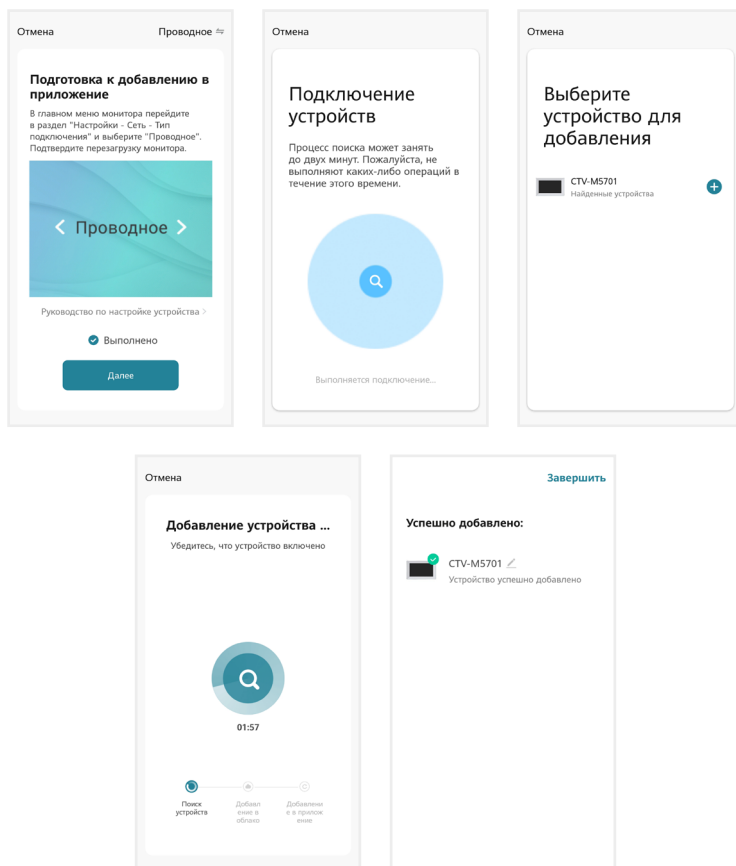 Отмена
Проводное
Подготовка к добавлению в
приложение
В главном меню монитора перейдите
в раздел "Настройки - Сеть - Тип
подключения" и выберите "Проводное".
Подтвердите перезагрузку монитора.
Проводное
Руководство по настройке устройства
Выполнено
Далее
Отмена
Подключение
устройств
Процесс поиска может занять
до двух минут. Пожалуйста, не
выполняют каких-либо операций в
течение этого времени.
Выполняется подключение...
Отмена
Выберите
устройство для
добавления
CTV-M5701
Найденные устройства
Отмена
Добавление устройства ...
Убедитесь, что устройство включено
01:57
Поиск
устройств
Добавл
ение в
облако
Добавлени
е в прилож
ение
Завершить
Успешно добавлено:
CTV-M5701
Устройство успешно добавлено